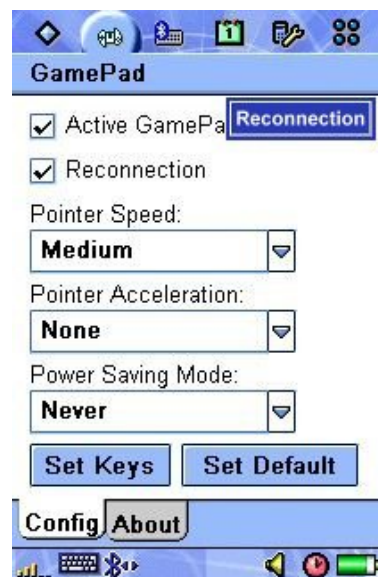 1
GamePad
Active GamePa
Reconnection
Reconnection
Pointer Speed:
Medium
Pointer Acceleration:
None
Power Saving Mode:
Never
Set Keys Set Default
Config About